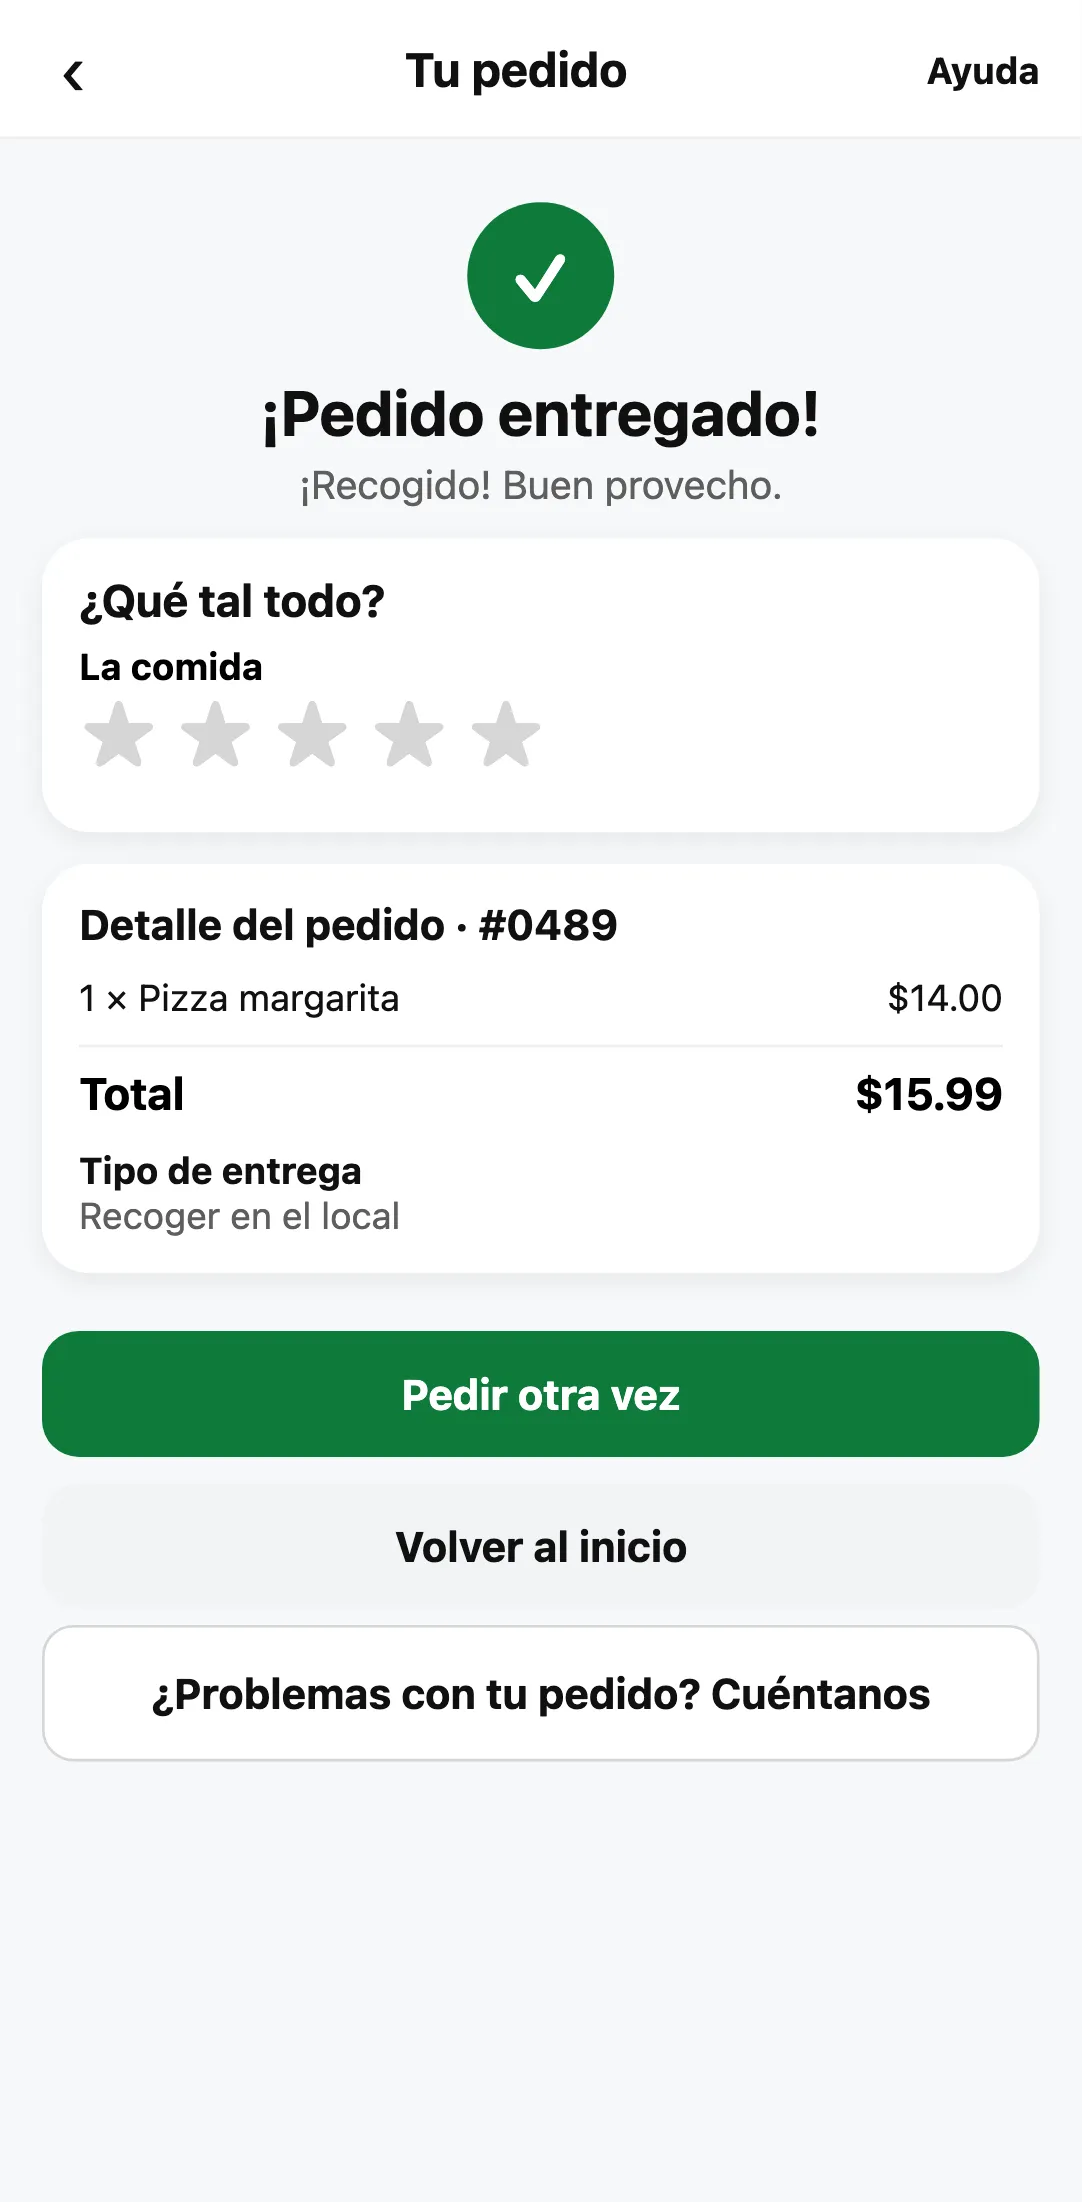 Tu pedido
Ayuda
¡Pedido entregado!
¡Recogido! Buen provecho.
¿Qué tal todo?
La comida
Detalle del pedido · #0489
1 × Pizza margarita $14.00
Total $15.99
Tipo de entrega
Recoger en el local
Pedir otra vez
Volver al inicio
¿Problemas con tu pedido? Cuéntanos